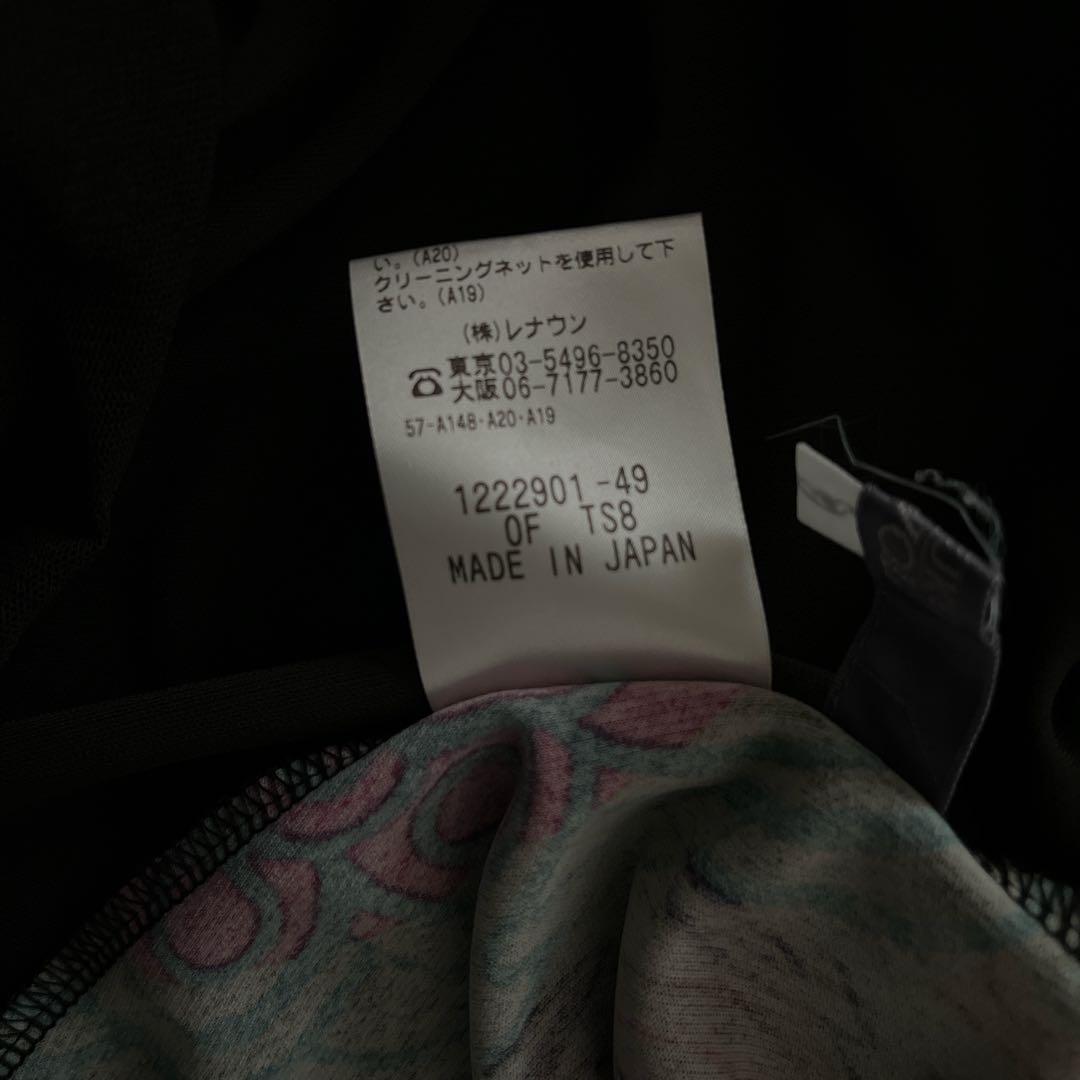 い。(A20)
クリーニングネットを使用して下
さい。(A19)
(株)レナウン
☎東京03-5496-8350
大阪06-7177-3860
57-A148・A20・A19
1222901-49
OF TS8
MADE IN JAPAN